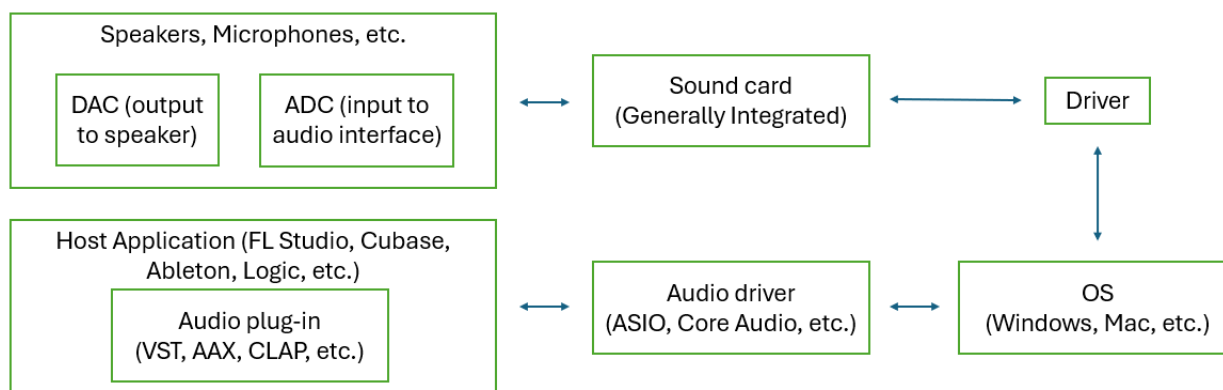 Speakers, Microphones, etc.
DAC (output
to speaker)
ADC (input to
audio interface)
Sound card
(Generally Integrated)
Driver
Host Application (FL Studio, Cubase,
Ableton, Logic, etc.)
Audio plug-in
(VST, AAX, CLAP, etc.)
Audio driver
(ASIO, Core Audio, etc.)
OS
(Windows, Mac, etc.)